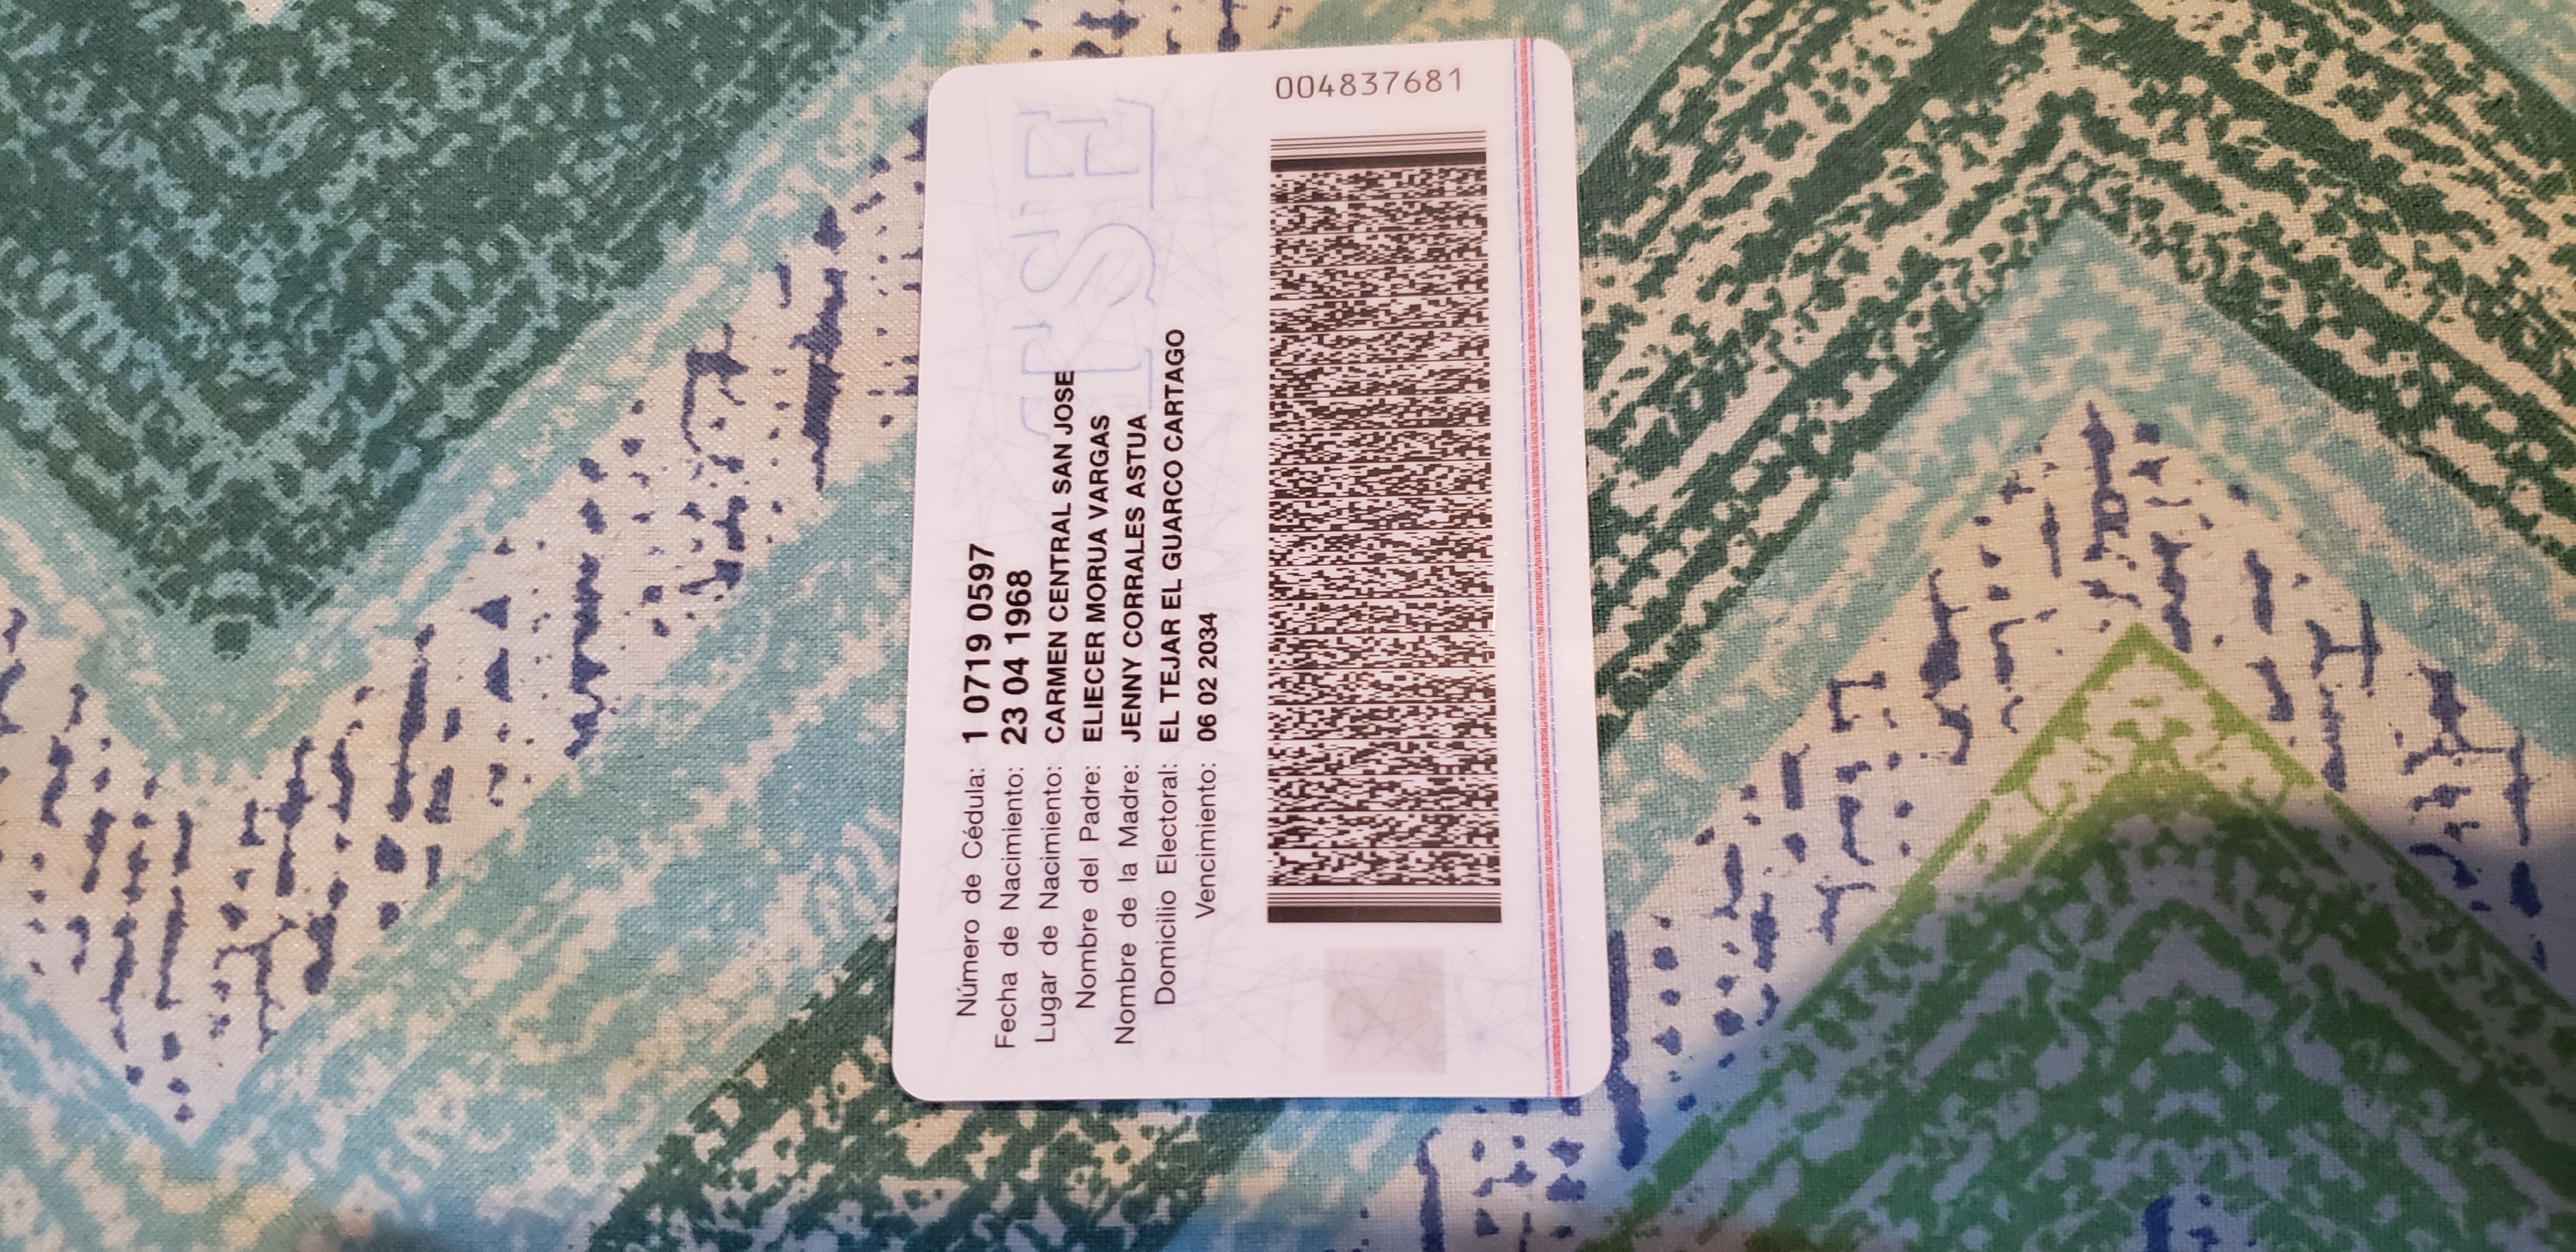 Número de Cédula: 1 0719 0597
Fecha de Nacimiento: 23 04 1968
Lugar de Nacimiento: CARMEN CENTRAL SAN JOSE
Nombre del Padre: ELIECER MORUA VARGAS
Nombre de la Madre: JENNY CORRALES ASTUA
Domicilio Electoral: EL TEJAR EL GUARCO CARTAGO
Vencimiento: 06 02 2034
TSE
004837681